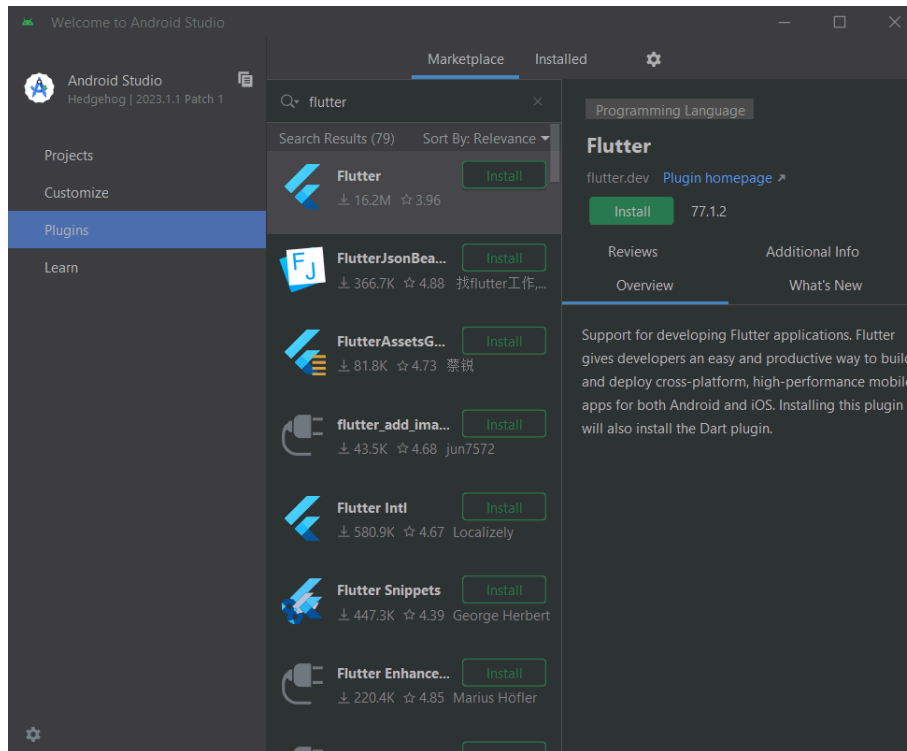 Welcome to Android Studio
Android Studio
Hedgehog | 2023.1.1 Patch 1
Projects
Customize
Plugins
Learn
Marketplace
Installed
flutter
Search Results (79)
Sort By: Relevance
Flutter
Install
16.2M 3.96
FlutterJsonBea...
Install
366.7K 4.88 找flutter工作,...
FlutterAssetsG...
Install
81.8K 4.73 蔡锐
flutter_add_ima...
Install
43.5K 4.68 jun7572
Flutter Intl
Install
580.9K 4.67 Localizely
Flutter Snippets
Install
447.3K 4.39 George Herbert
Flutter Enhance...
Install
220.4K 4.85 Marius Höfler
Programming Language
Flutter
flutter.dev Plugin homepage ↗
Install
77.1.2
Reviews
Additional Info
Overview
What's New
Support for developing Flutter applications. Flutter
gives developers an easy and productive way to build
and deploy cross-platform, high-performance mobile
apps for both Android and iOS. Installing this plugin
will also install the Dart plugin.